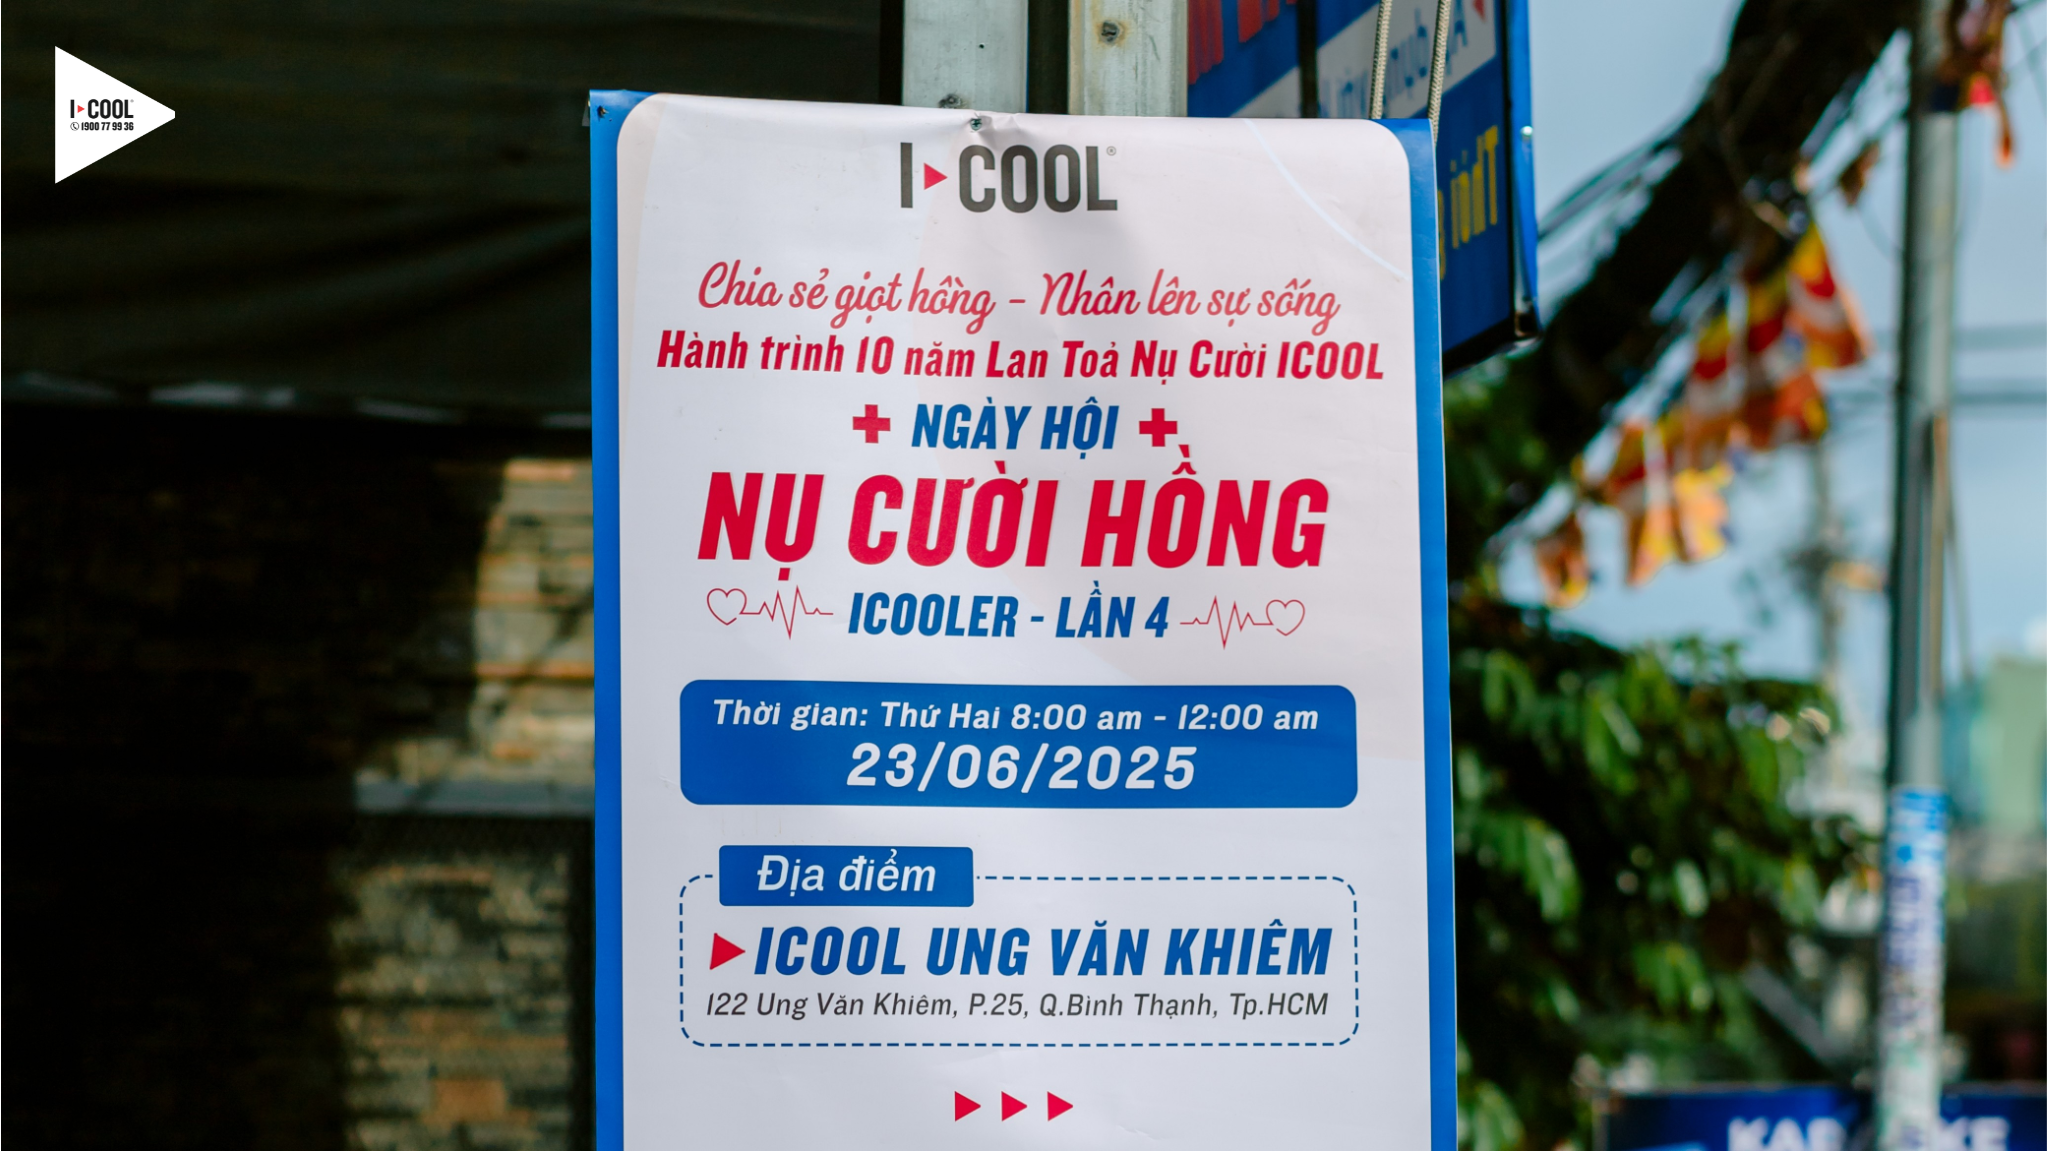 I COOL
1900 77 99 36
I COOL®
Chia sẻ giọt hồng - Nhân lên sự sống
Hành trình 10 năm Lan Toả Nụ Cười ICOOL
NGÀY HỘI
NỤ CƯỜI HỒNG
ICOOLER - LẦN 4
Thời gian: Thứ Hai 8:00 am - 12:00 am
23/06/2025
Địa điểm
ICOOL UNG VĂN KHIÊM
122 Ung Văn Khiêm, P.25, Q.Bình Thạnh, Tp.HCM